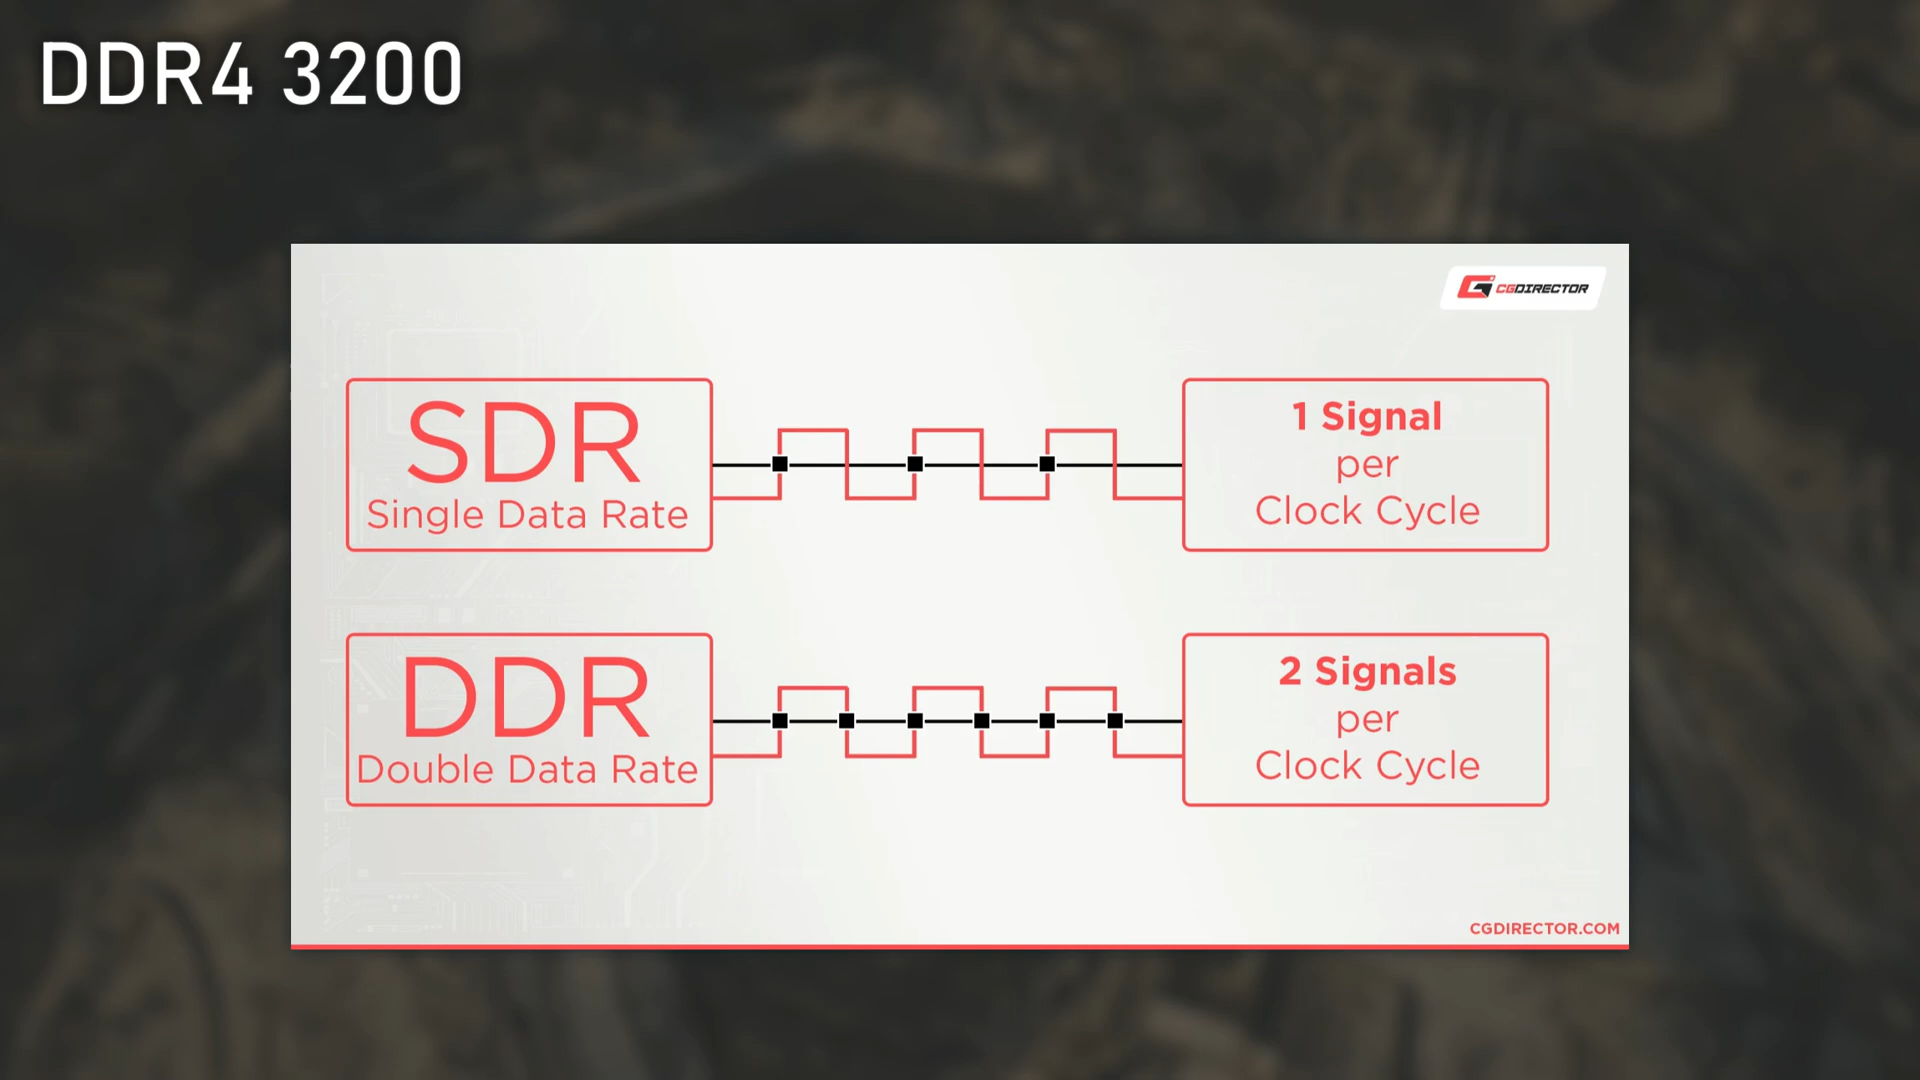 DDR4 3200
CGDIRECTOR
SDR
Single Data Rate
1 Signal
per
Clock Cycle
DDR
Double Data Rate
2 Signals
per
Clock Cycle
CGDIRECTOR.COM